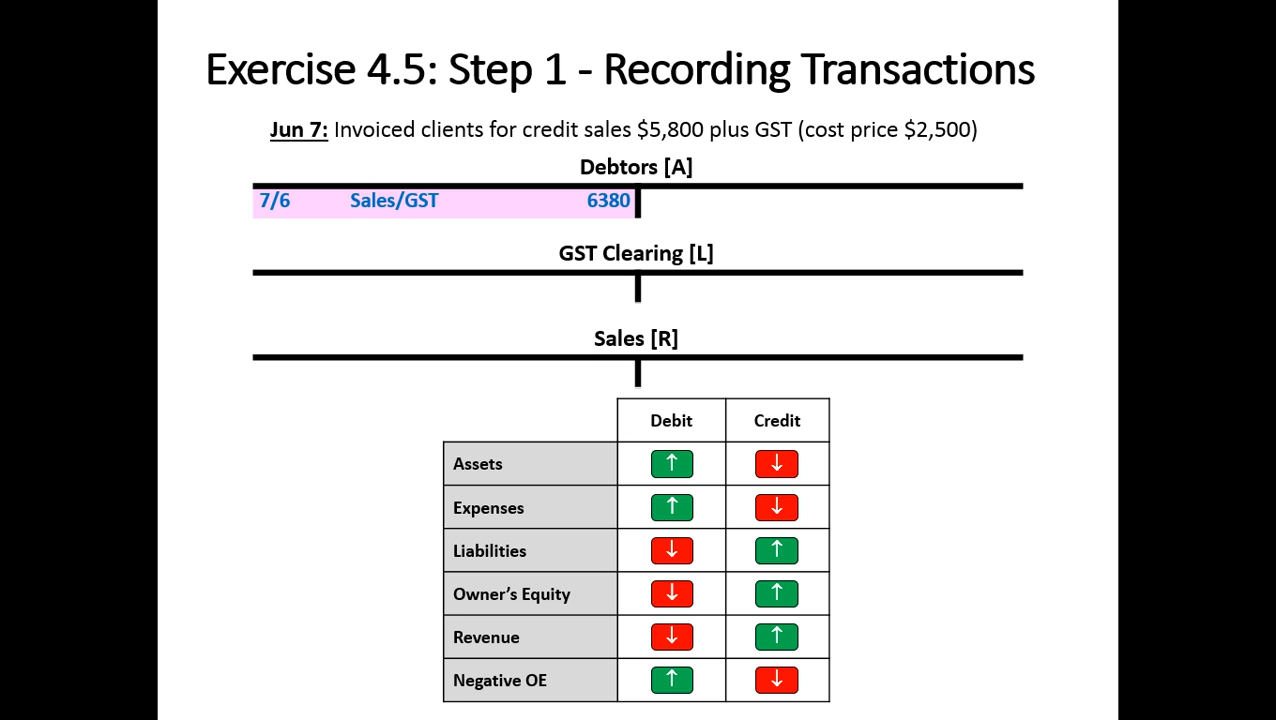 Exercise 4.5: Step 1 - Recording Transactions
Jun 7: Invoiced clients for credit sales $5,800 plus GST (cost price $2,500)
Debtors [A]
7/6 Sales/GST 6380
GST Clearing [L]
Sales [R]
Debit Credit
Assets ↑ ↓
Expenses ↑ ↓
Liabilities ↓ ↑
Owner’s Equity ↓ ↑
Revenue ↓ ↑
Negative OE ↑ ↓